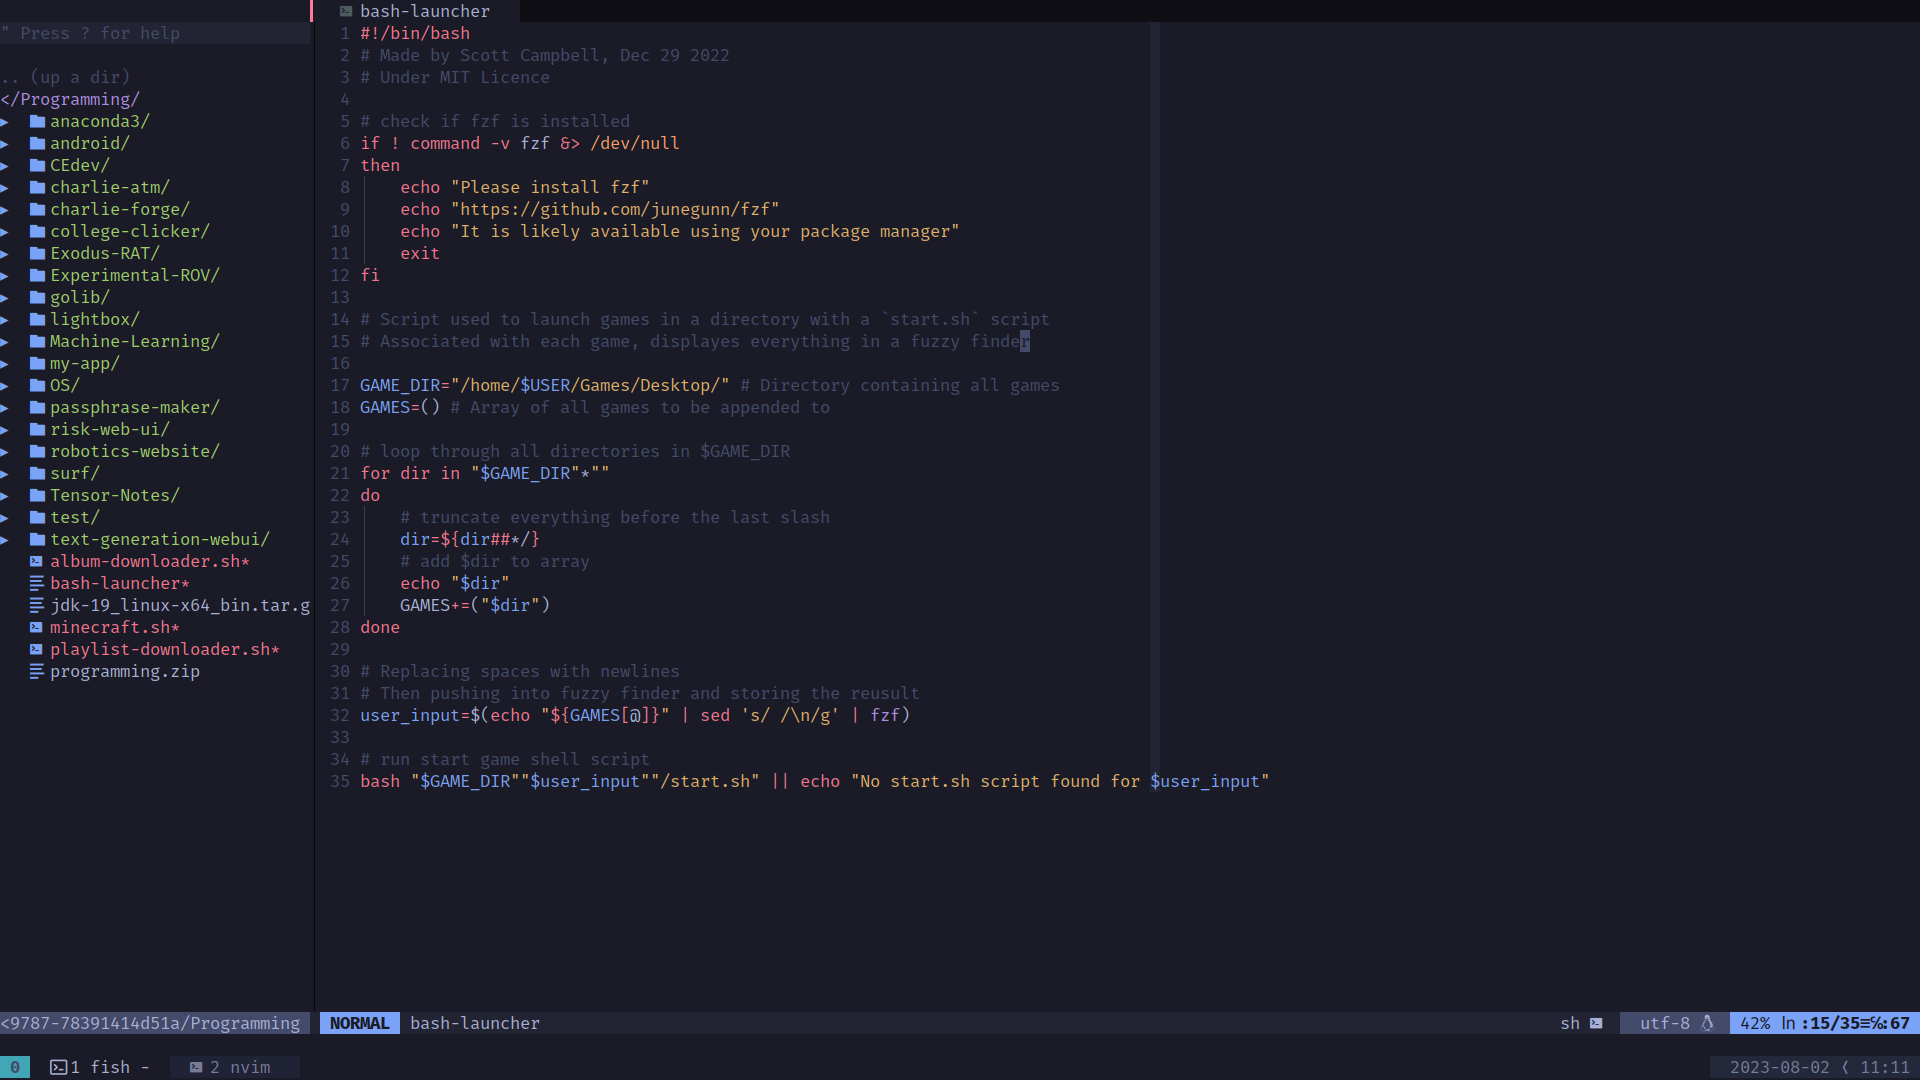 bash-launcher
" Press ? for help
.. (up a dir)
</Programming/
▸ anaconda3/
▸ android/
▸ CEdev/
▸ charlie-atm/
▸ charlie-forge/
▸ college-clicker/
▸ Exodus-RAT/
▸ Experimental-ROV/
▸ golib/
▸ lightbox/
▸ Machine-Learning/
▸ my-app/
▸ OS/
▸ passphrase-maker/
▸ risk-web-ui/
▸ robotics-website/
▸ surf/
▸ Tensor-Notes/
▸ test/
▸ text-generation-webui/
album-downloader.sh*
bash-launcher*
jdk-19_linux-x64_bin.tar.g
minecraft.sh*
playlist-downloader.sh*
programming.zip
1 #!/bin/bash
2 # Made by Scott Campbell, Dec 29 2022
3 # Under MIT Licence
4
5 # check if fzf is installed
6 if ! command -v fzf &> /dev/null
7 then
8     echo "Please install fzf"
9     echo "https://github.com/junegunn/fzf"
10     echo "It is likely available using your package manager"
11     exit
12 fi
13
14 # Script used to launch games in a directory with a `start.sh` script
15 # Associated with each game, displayes everything in a fuzzy finder
16
17 GAME_DIR="/home/$USER/Games/Desktop/" # Directory containing all games
18 GAMES=() # Array of all games to be appended to
19
20 # loop through all directories in $GAME_DIR
21 for dir in "$GAME_DIR"*""
22 do
23     # truncate everything before the last slash
24     dir=${dir##*/}
25     # add $dir to array
26     echo "$dir"
27     GAMES+=("$dir")
28 done
29
30 # Replacing spaces with newlines
31 # Then pushing into fuzzy finder and storing the reusult
32 user_input=$(echo "${GAMES[@]}" | sed 's/ /\n/g' | fzf)
33
34 # run start game shell script
35 bash "$GAME_DIR""$user_input""/start.sh" || echo "No start.sh script found for $user_input"
<9787-78391414d51a/Programming
NORMAL bash-launcher
sh utf-8 42% ln :15/35≡℅:67
0 1 fish - 2 nvim
2023-08-02 ⟨ 11:11